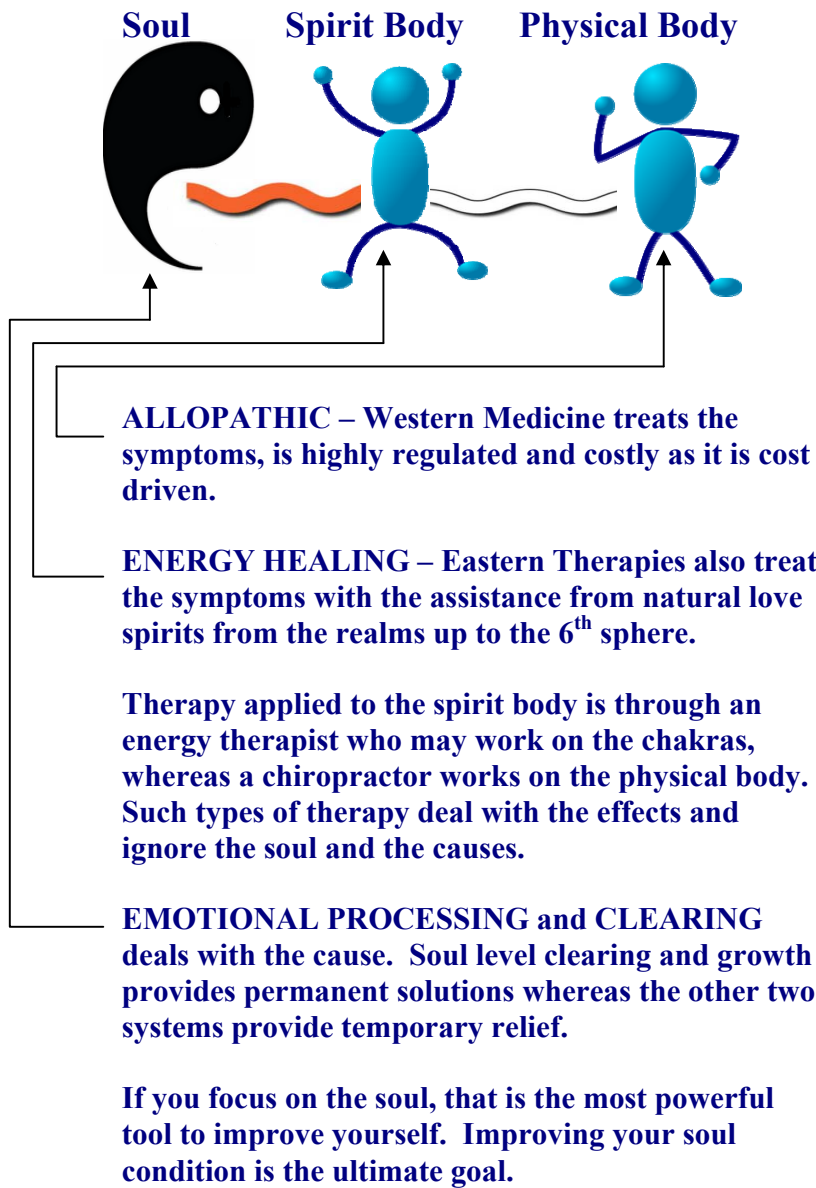 Soul Spirit Body Physical Body
ALLOPATHIC – Western Medicine treats the
symptoms, is highly regulated and costly as it is cost
driven.
ENERGY HEALING – Eastern Therapies also treat
the symptoms with the assistance from natural love
spirits from the realms up to the 6th sphere.
Therapy applied to the spirit body is through an
energy therapist who may work on the chakras,
whereas a chiropractor works on the physical body.
Such types of therapy deal with the effects and
ignore the soul and the causes.
EMOTIONAL PROCESSING and CLEARING
deals with the cause. Soul level clearing and growth
provides permanent solutions whereas the other two
systems provide temporary relief.
If you focus on the soul, that is the most powerful
tool to improve yourself. Improving your soul
condition is the ultimate goal.